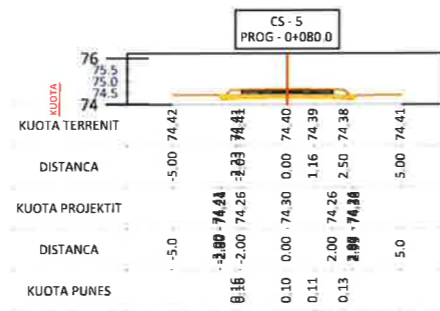 CS - 5
PROG - 0+080.0
76
75.5
75.0
74.5
74
KUOTA
KUOTA TERRENIT 74.42 74.41 74.40 74.39 74.38 74.41
DISTANCA -5.00 0.00 1.16 2.50 5.00
KUOTA PROJEKTIT 74.26 74.30 74.26
DISTANCA -5.0 -2.00 0.00 2.00 5.0
KUOTA PUNES 0.16 0.10 0.11 0.13